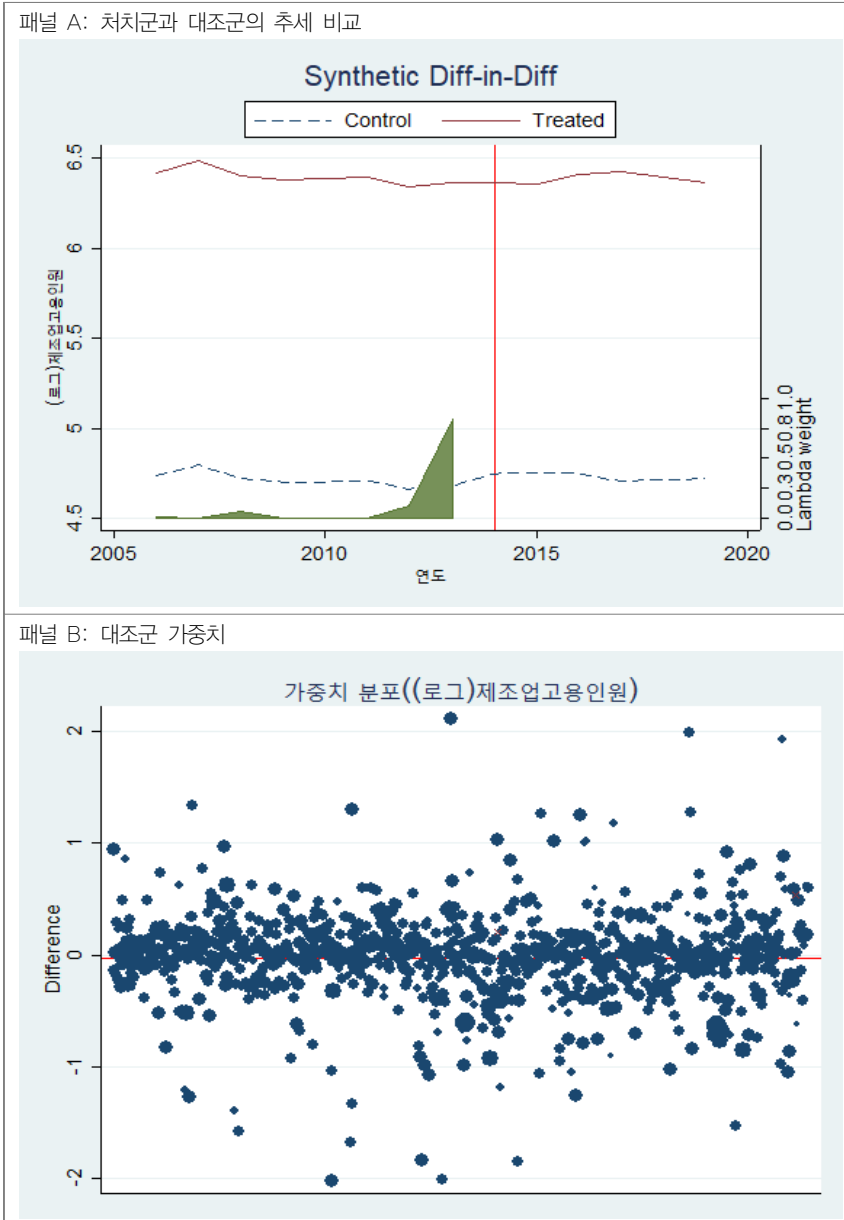 패널 A: 처치군과 대조군의 추세 비교
Synthetic Diff-in-Diff
Control Treated
(로그)제조업고용인원
6.5
6
5.5
5
4.5
0.00.30.50.81.0
Lambda weight
2005 2010 2015 2020
연도
패널 B: 대조군 가중치
가중치 분포((로그)제조업고용인원)
Difference
2
1
0
-1
-2